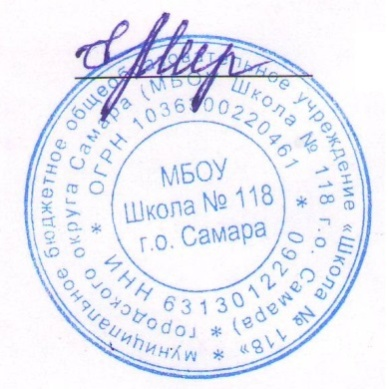 муниципальное бюджетное общеобразовательное учреждение «Школа № 118» *
городского округа Самара (МБОУ Школа № 118 г.о. Самара) *
* ОГРН 1036300220461 * ИНН 6313012260
МБОУ
Школа № 118
г.о. Самара